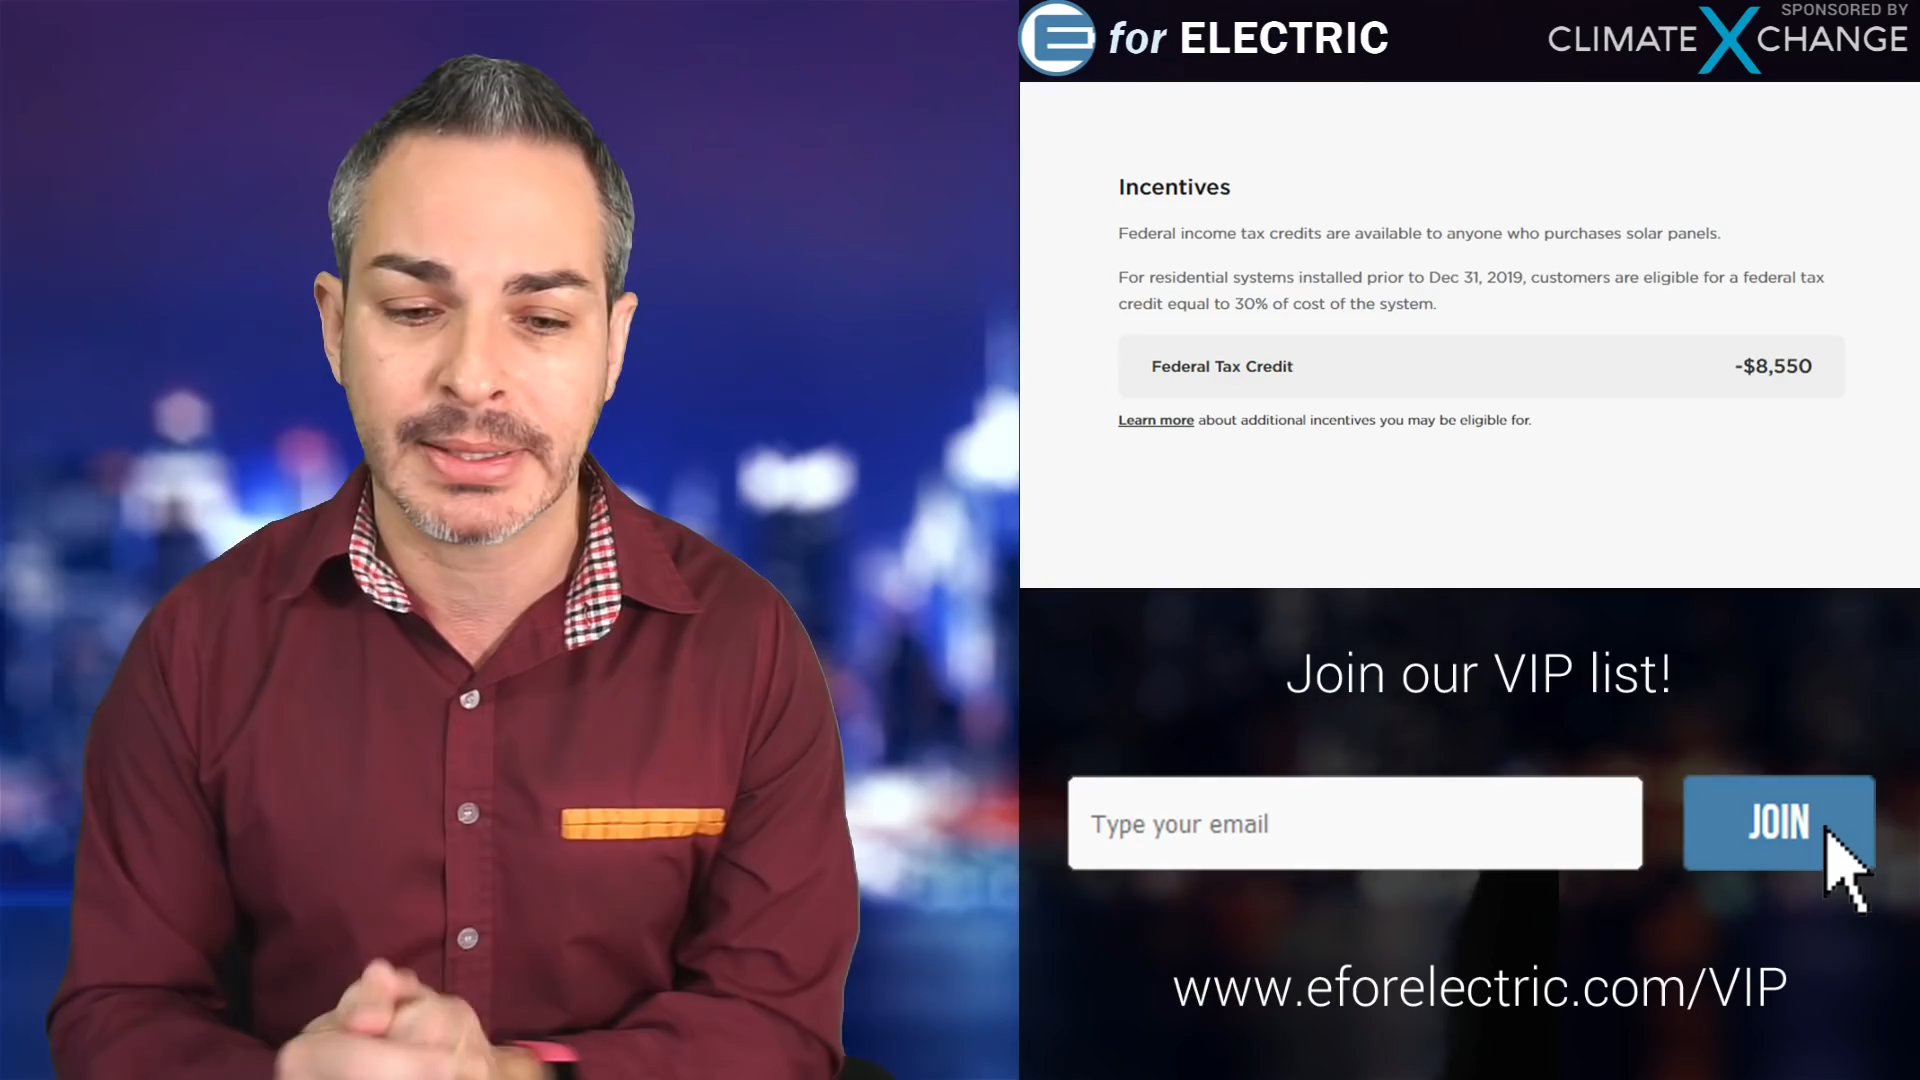 for ELECTRIC
SPONSORED BY
CLIMATE XCHANGE
Incentives
Federal income tax credits are available to anyone who purchases solar panels.
For residential systems installed prior to Dec 31, 2019, customers are eligible for a federal tax
credit equal to 30% of cost of the system.
Federal Tax Credit -$8,550
Learn more about additional incentives you may be eligible for.
Join our VIP list!
Type your email JOIN
www.eforelectric.com/VIP